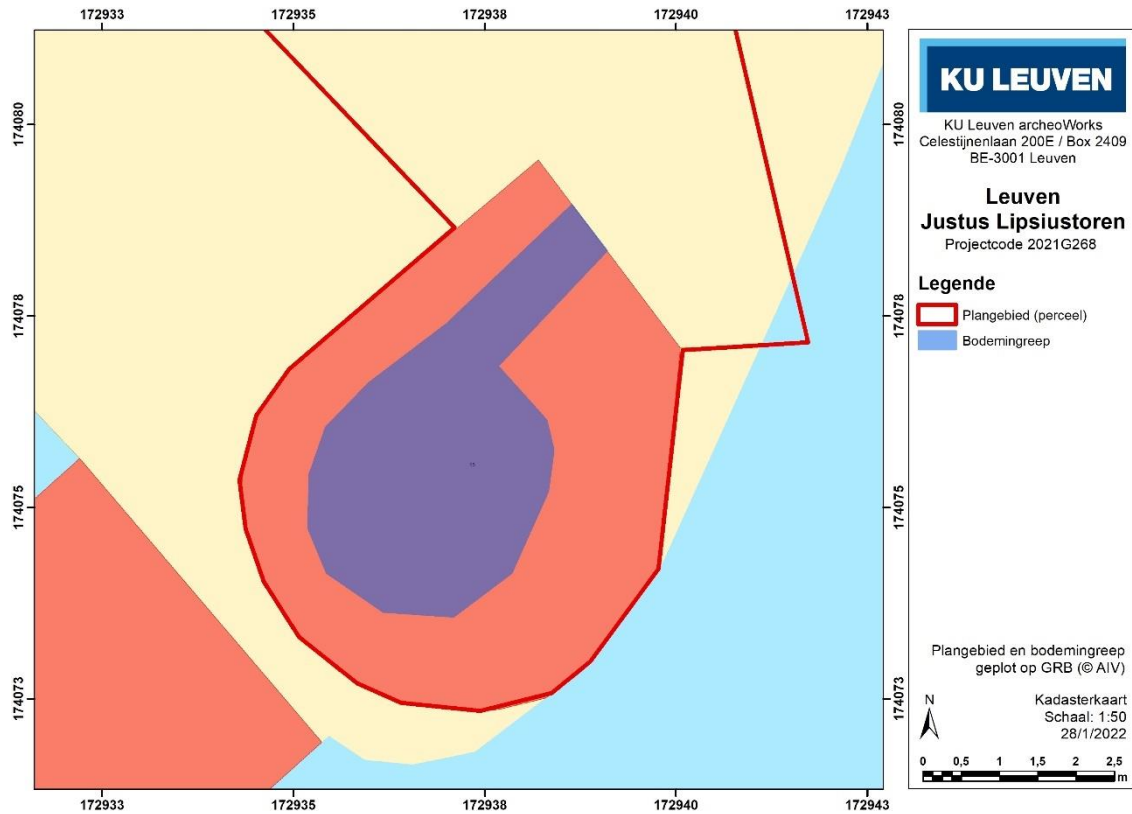 172933 172935 172938 172940 172943
174080 174080
174078 174078
174075 174075
174073 174073
172933 172935 172938 172940 172943
KU LEUVEN
KU Leuven archeoWorks
Celestijnenlaan 200E / Box 2409
BE-3001 Leuven
Leuven
Justus Lipsiustoren
Projectcode 2021G268
Legende
Plangebied (perceel)
Bodemingreep
Plangebied en bodemingreep
geplot op GRB (© AIV)
N
Kadasterkaart
Schaal: 1:50
28/1/2022
0 0,5 1 1,5 2 2,5
m